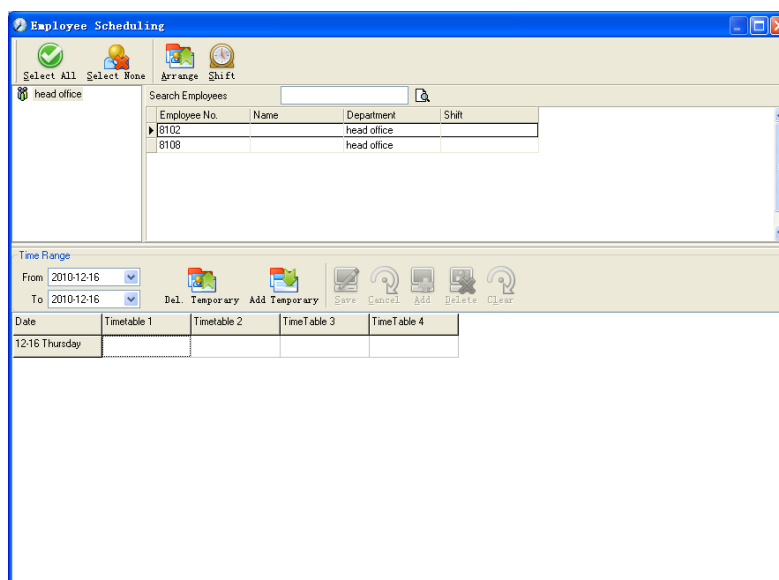 Employee Scheduling
Select All Select None Arrange Shift
head office
Search Employees
Employee No. Name Department Shift
8102 head office
8108 head office
Time Range
From 2010-12-16
To 2010-12-16
Del. Temporary Add Temporary Save Cancel Add Delete Clear
Date Timetable 1 Timetable 2 TimeTable 3 TimeTable 4
12-16 Thursday